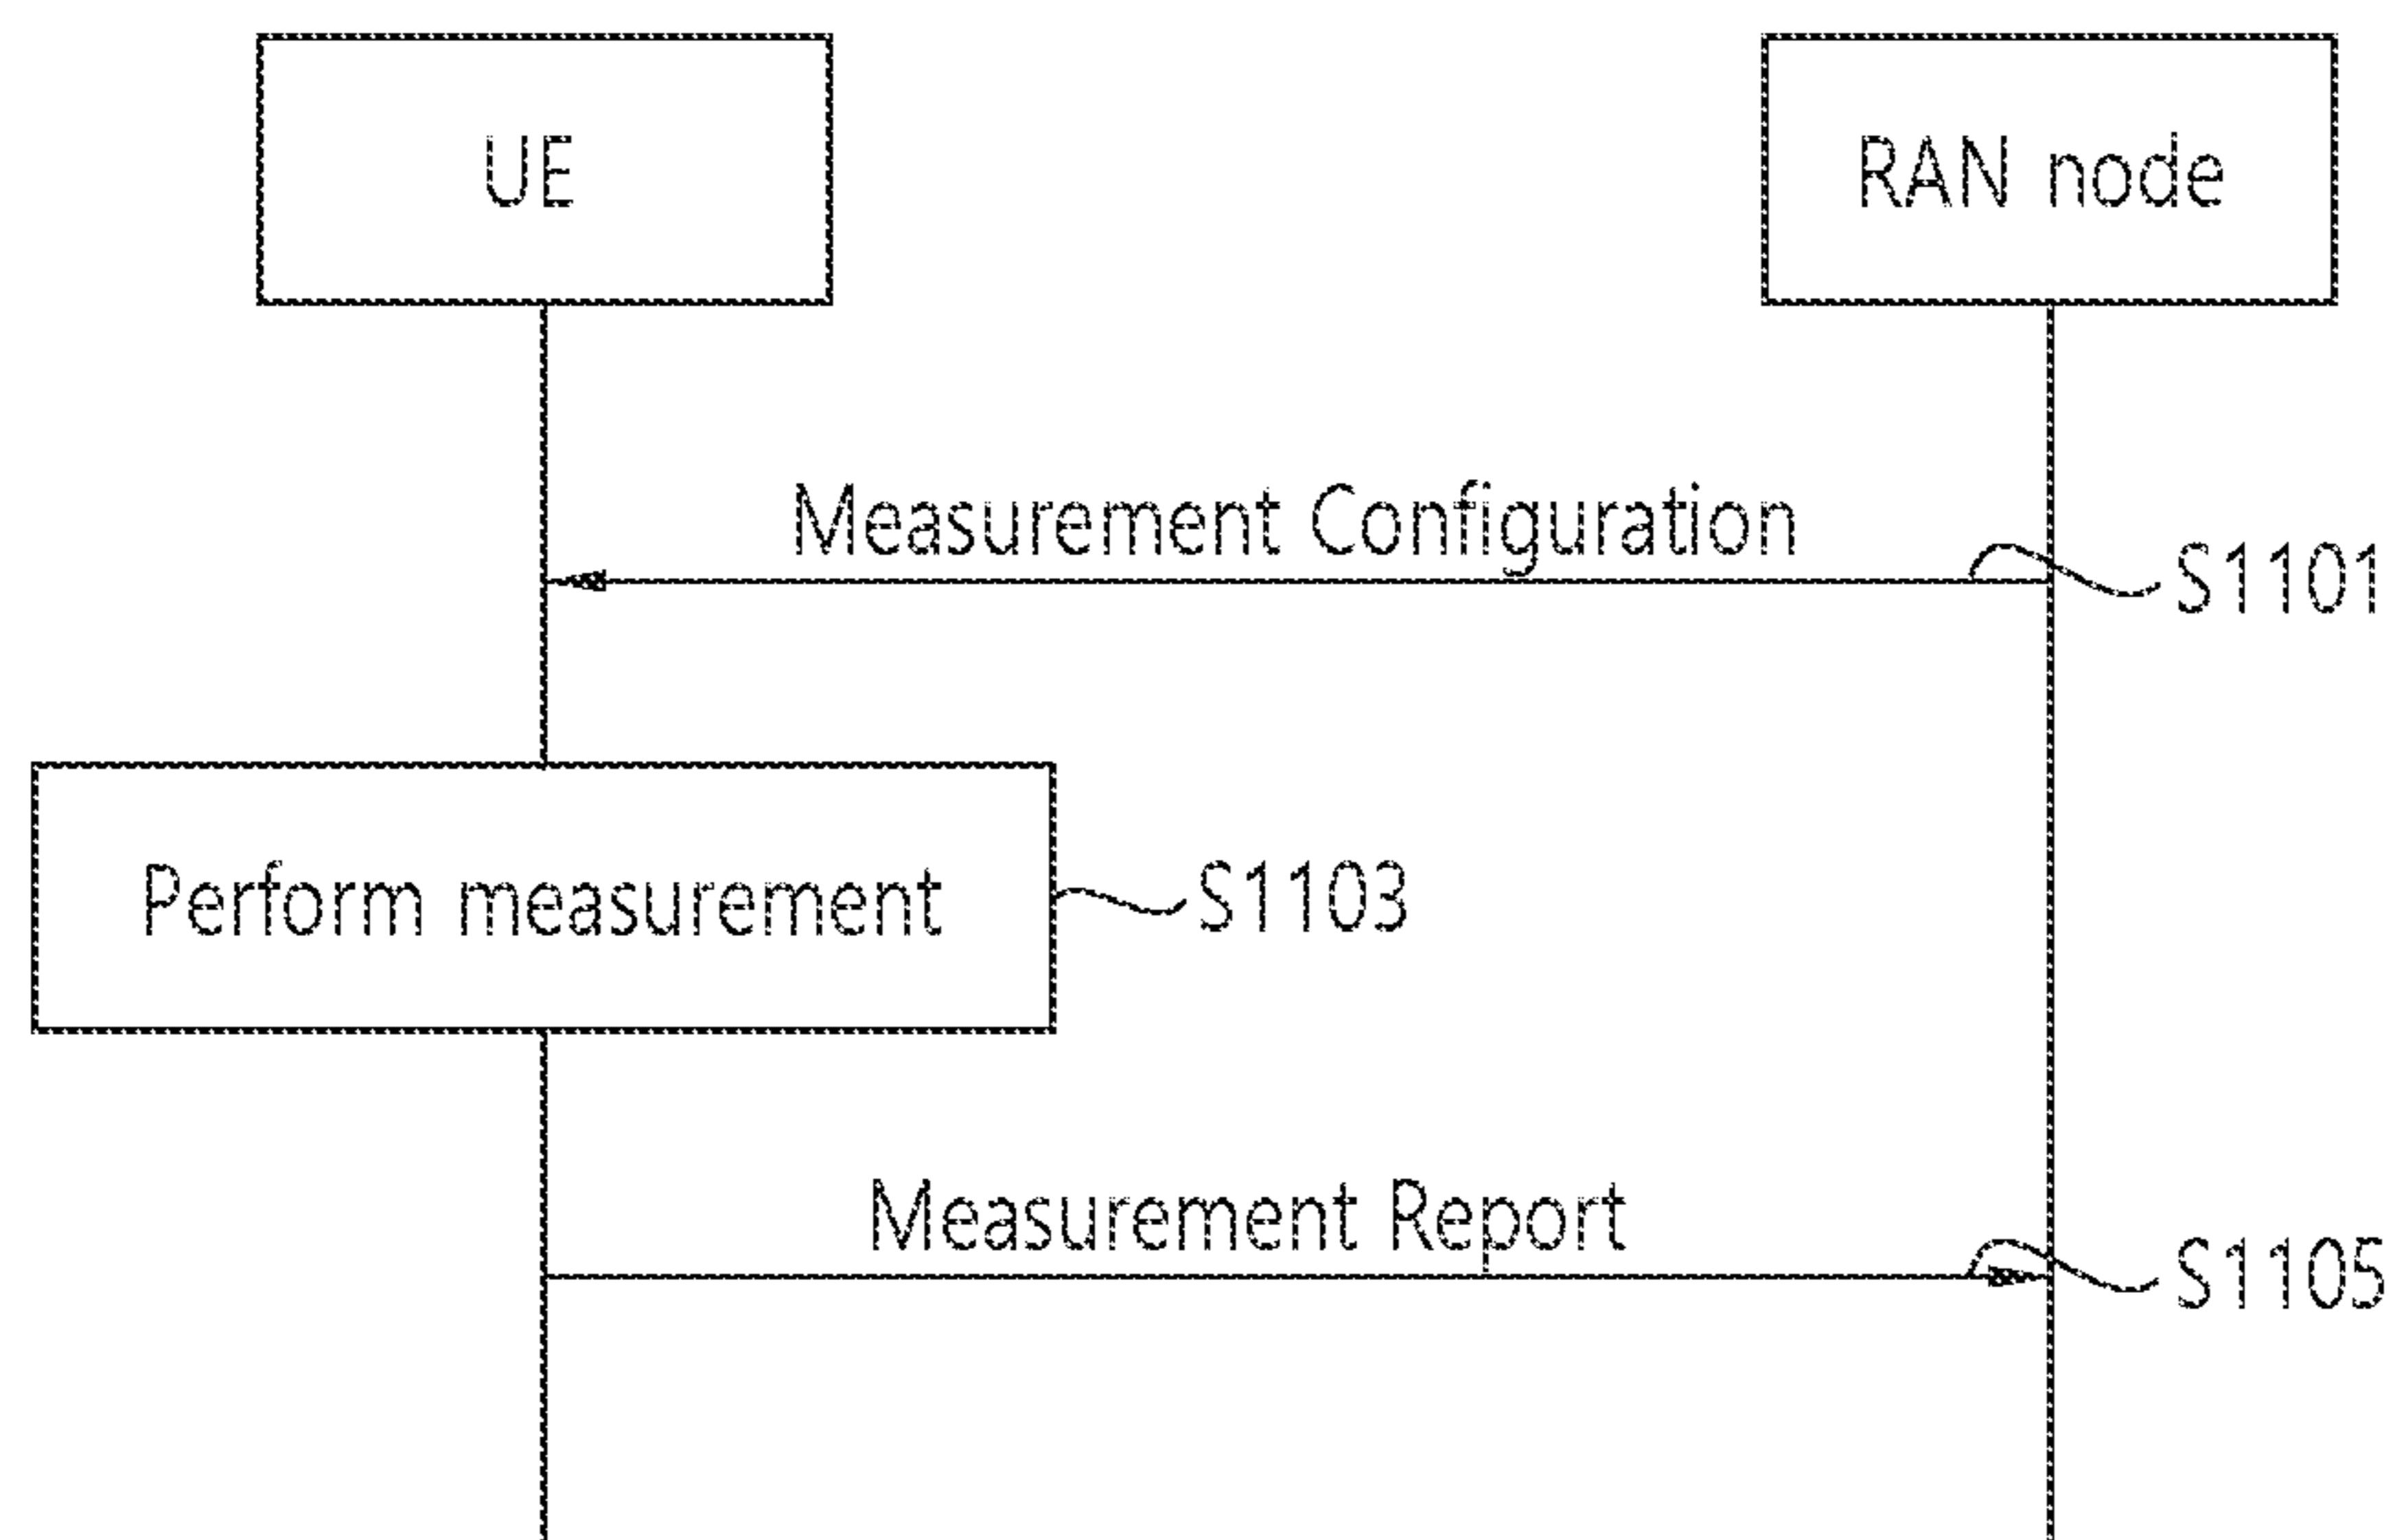 UE
RAN node
Measurement Configuration
S1101
Perform measurement
S1103
Measurement Report
S1105